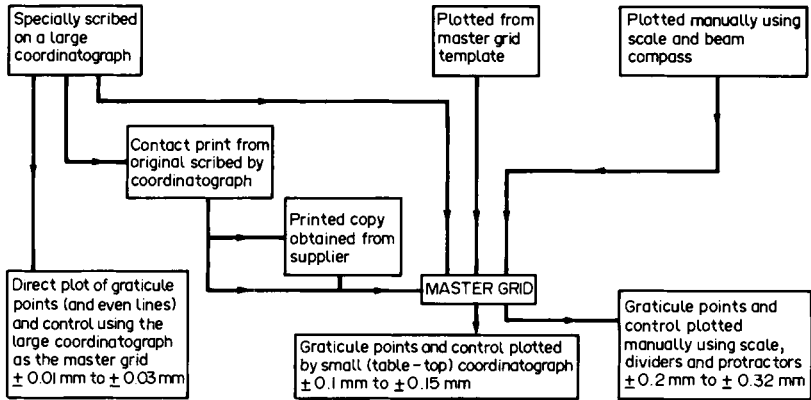 Specially scribed
on a large
coordinatograph
Plotted from
master grid
template
Plotted manually using
scale and beam
compass
Contact print from
original scribed by
coordinatograph
Printed copy
obtained from
supplier
MASTER GRID
Direct plot of graticule
points (and even lines)
and control using the
large coordinatograph
as the master grid
± 0.01 mm to ± 0.03 mm
Graticule points and control plotted
by small (table-top) coordinatograph
± 0.1 mm to ± 0.15 mm
Graticule points and
control plotted
manually using scale,
dividers and protractors
± 0.2 mm to ± 0.32 mm